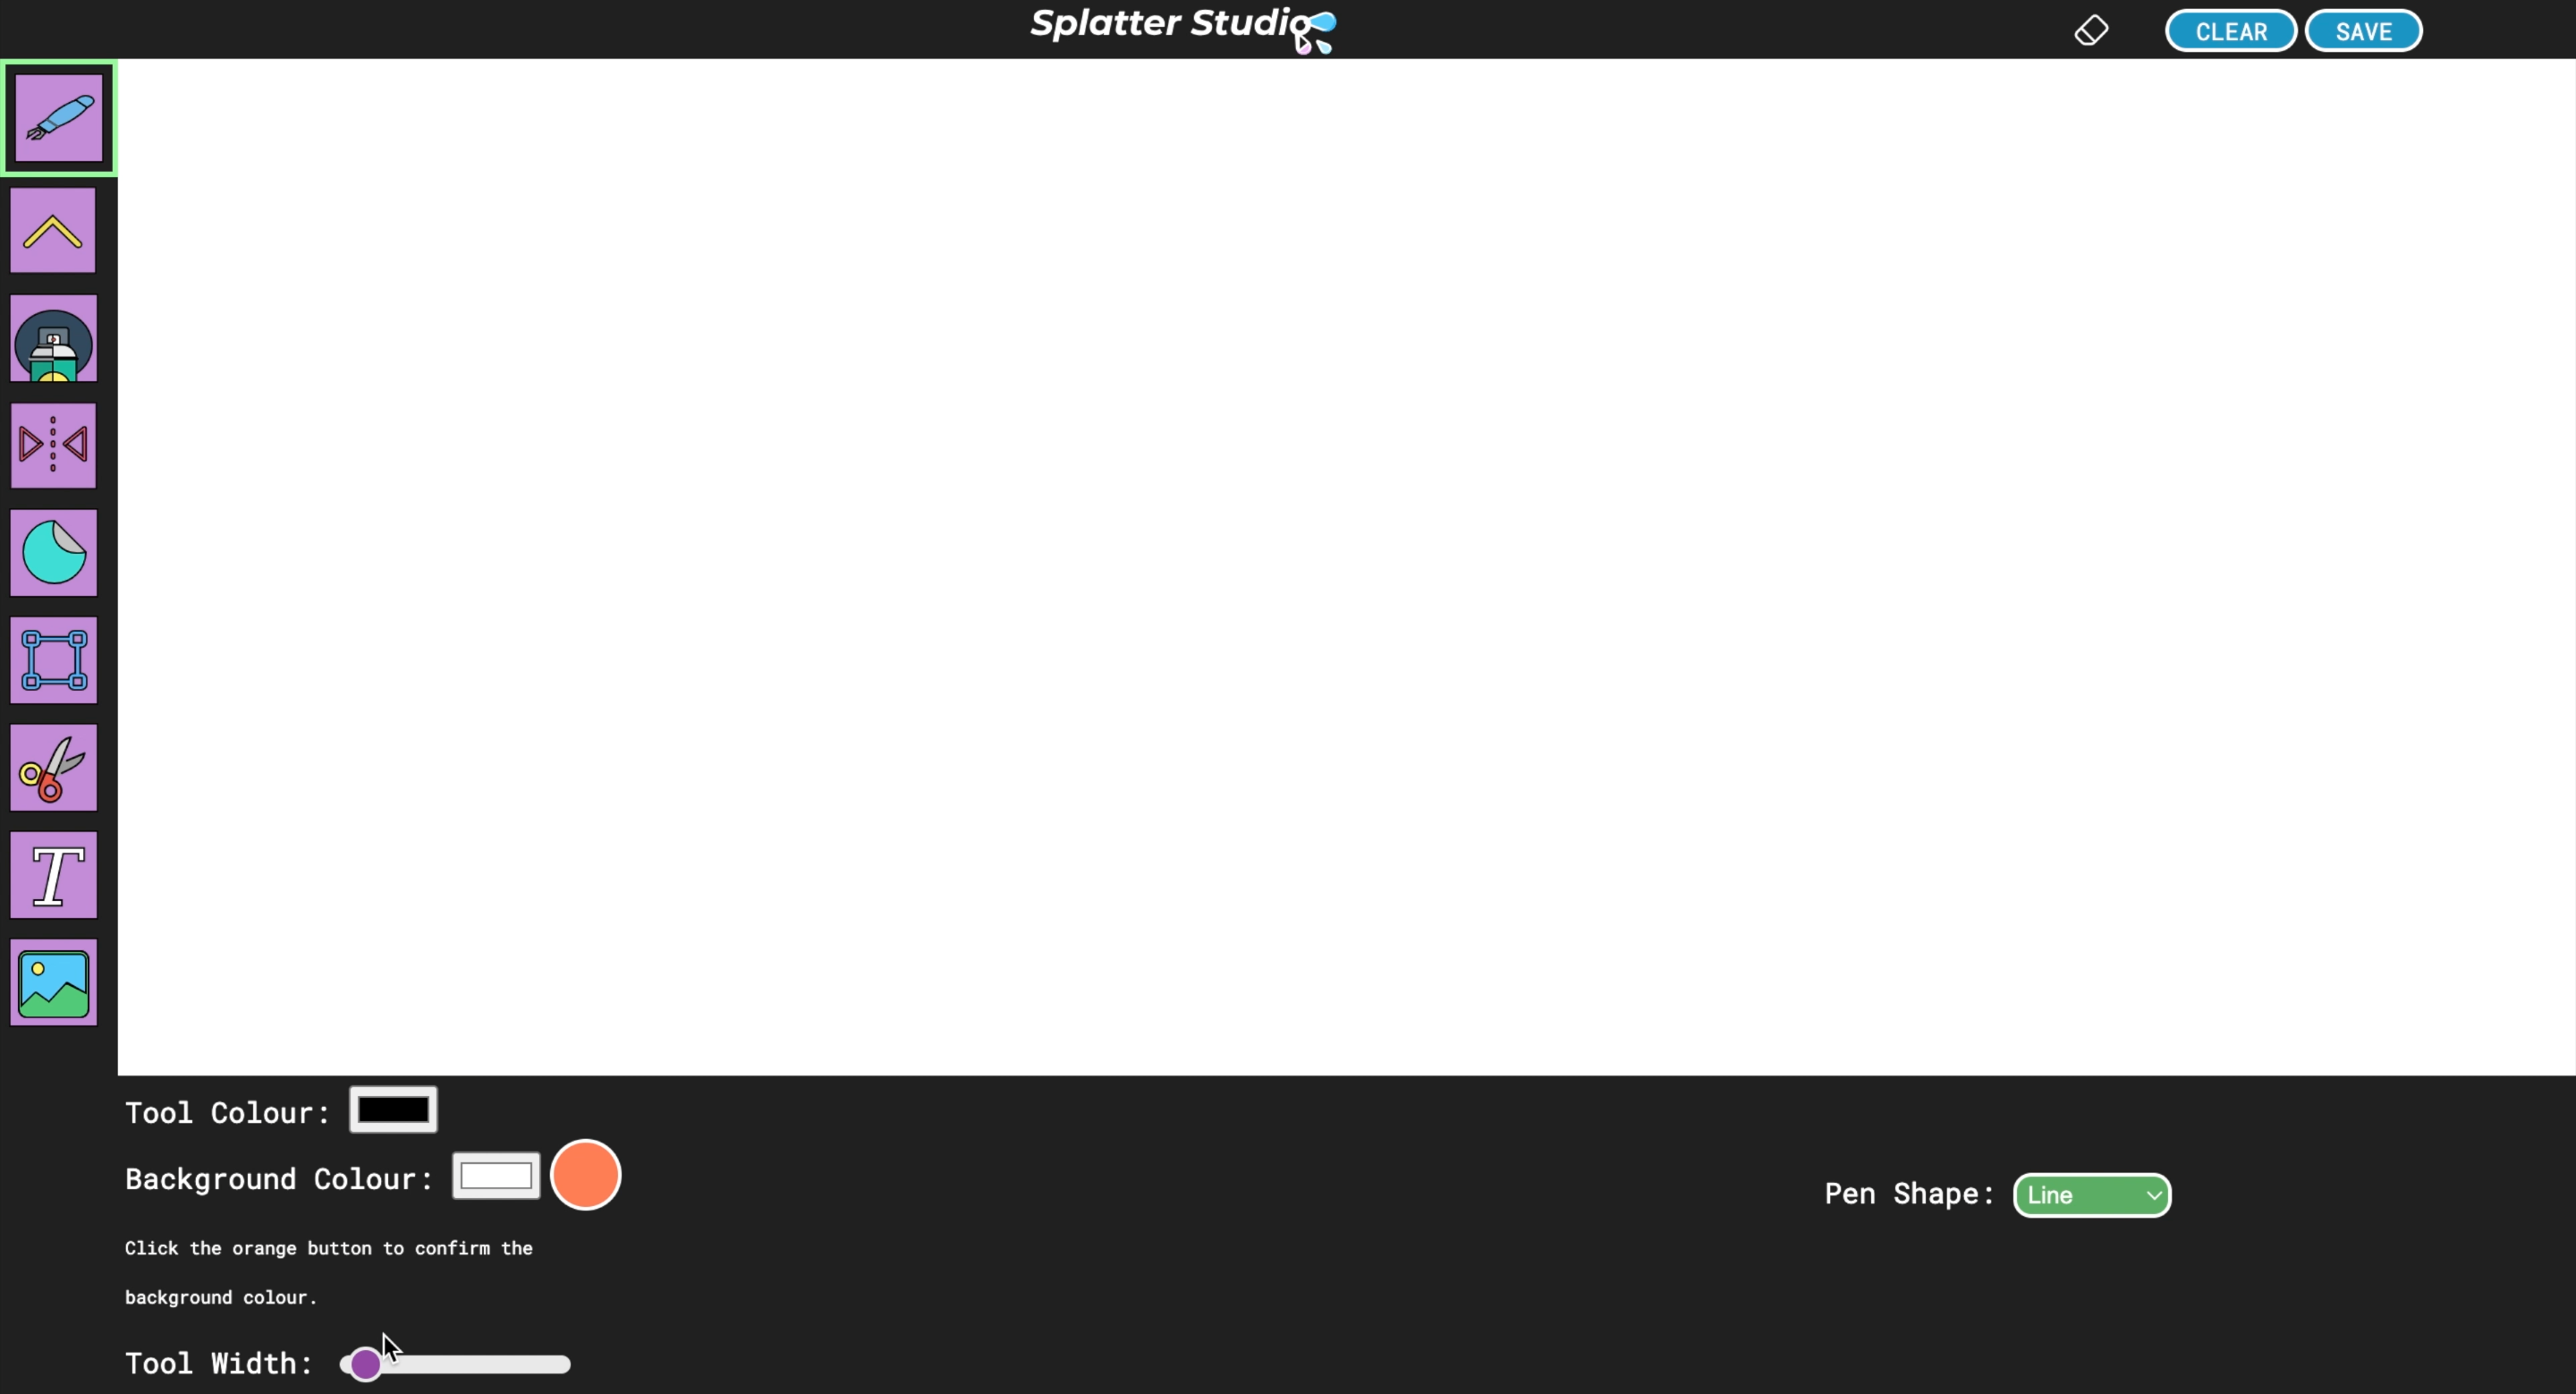 Splatter Studio
CLEAR
SAVE
T
Tool Colour:
Background Colour:
Click the orange button to confirm the
background colour.
Tool Width:
Pen Shape:
Line